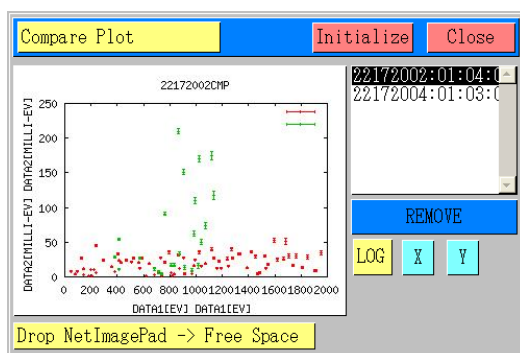 Compare Plot
Initialize
Close
22172002CMP
DATA2[MILLI-EV] DATA2[MILLI-EV]
250
200
150
100
50
0
0 200 400 600 800 1000 1200 1400 1600 1800 2000
DATA1[EV] DATA1[EV]
22172002:01:04:0
22172004:01:03:0
REMOVE
LOG
X
Y
Drop NetImagePad -> Free Space